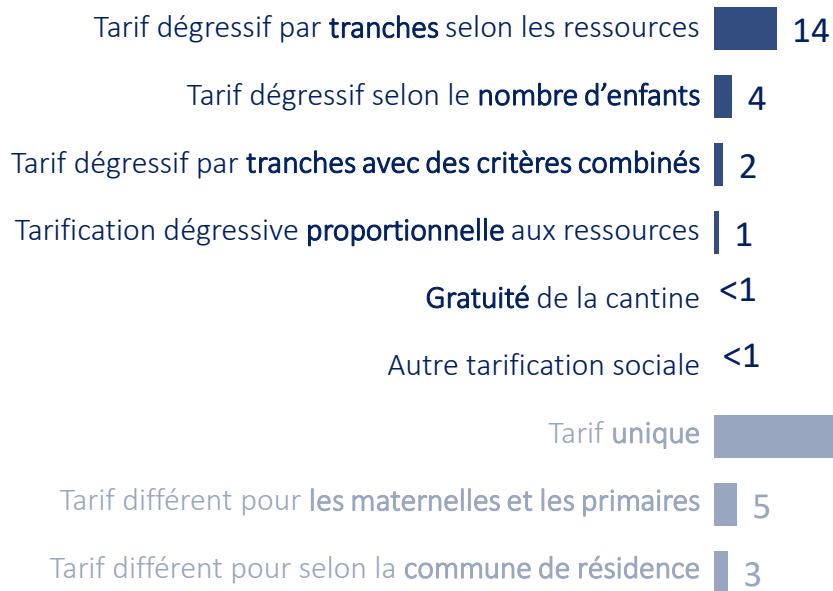 Tarif dégressif par tranches selon les ressources 14
Tarif dégressif selon le nombre d’enfants 4
Tarif dégressif par tranches avec des critères combinés 2
Tarification dégressive proportionnelle aux ressources 1
Gratuité de la cantine <1
Autre tarification sociale <1
Tarif unique
Tarif différent pour les maternelles et les primaires 5
Tarif différent pour selon la commune de résidence 3